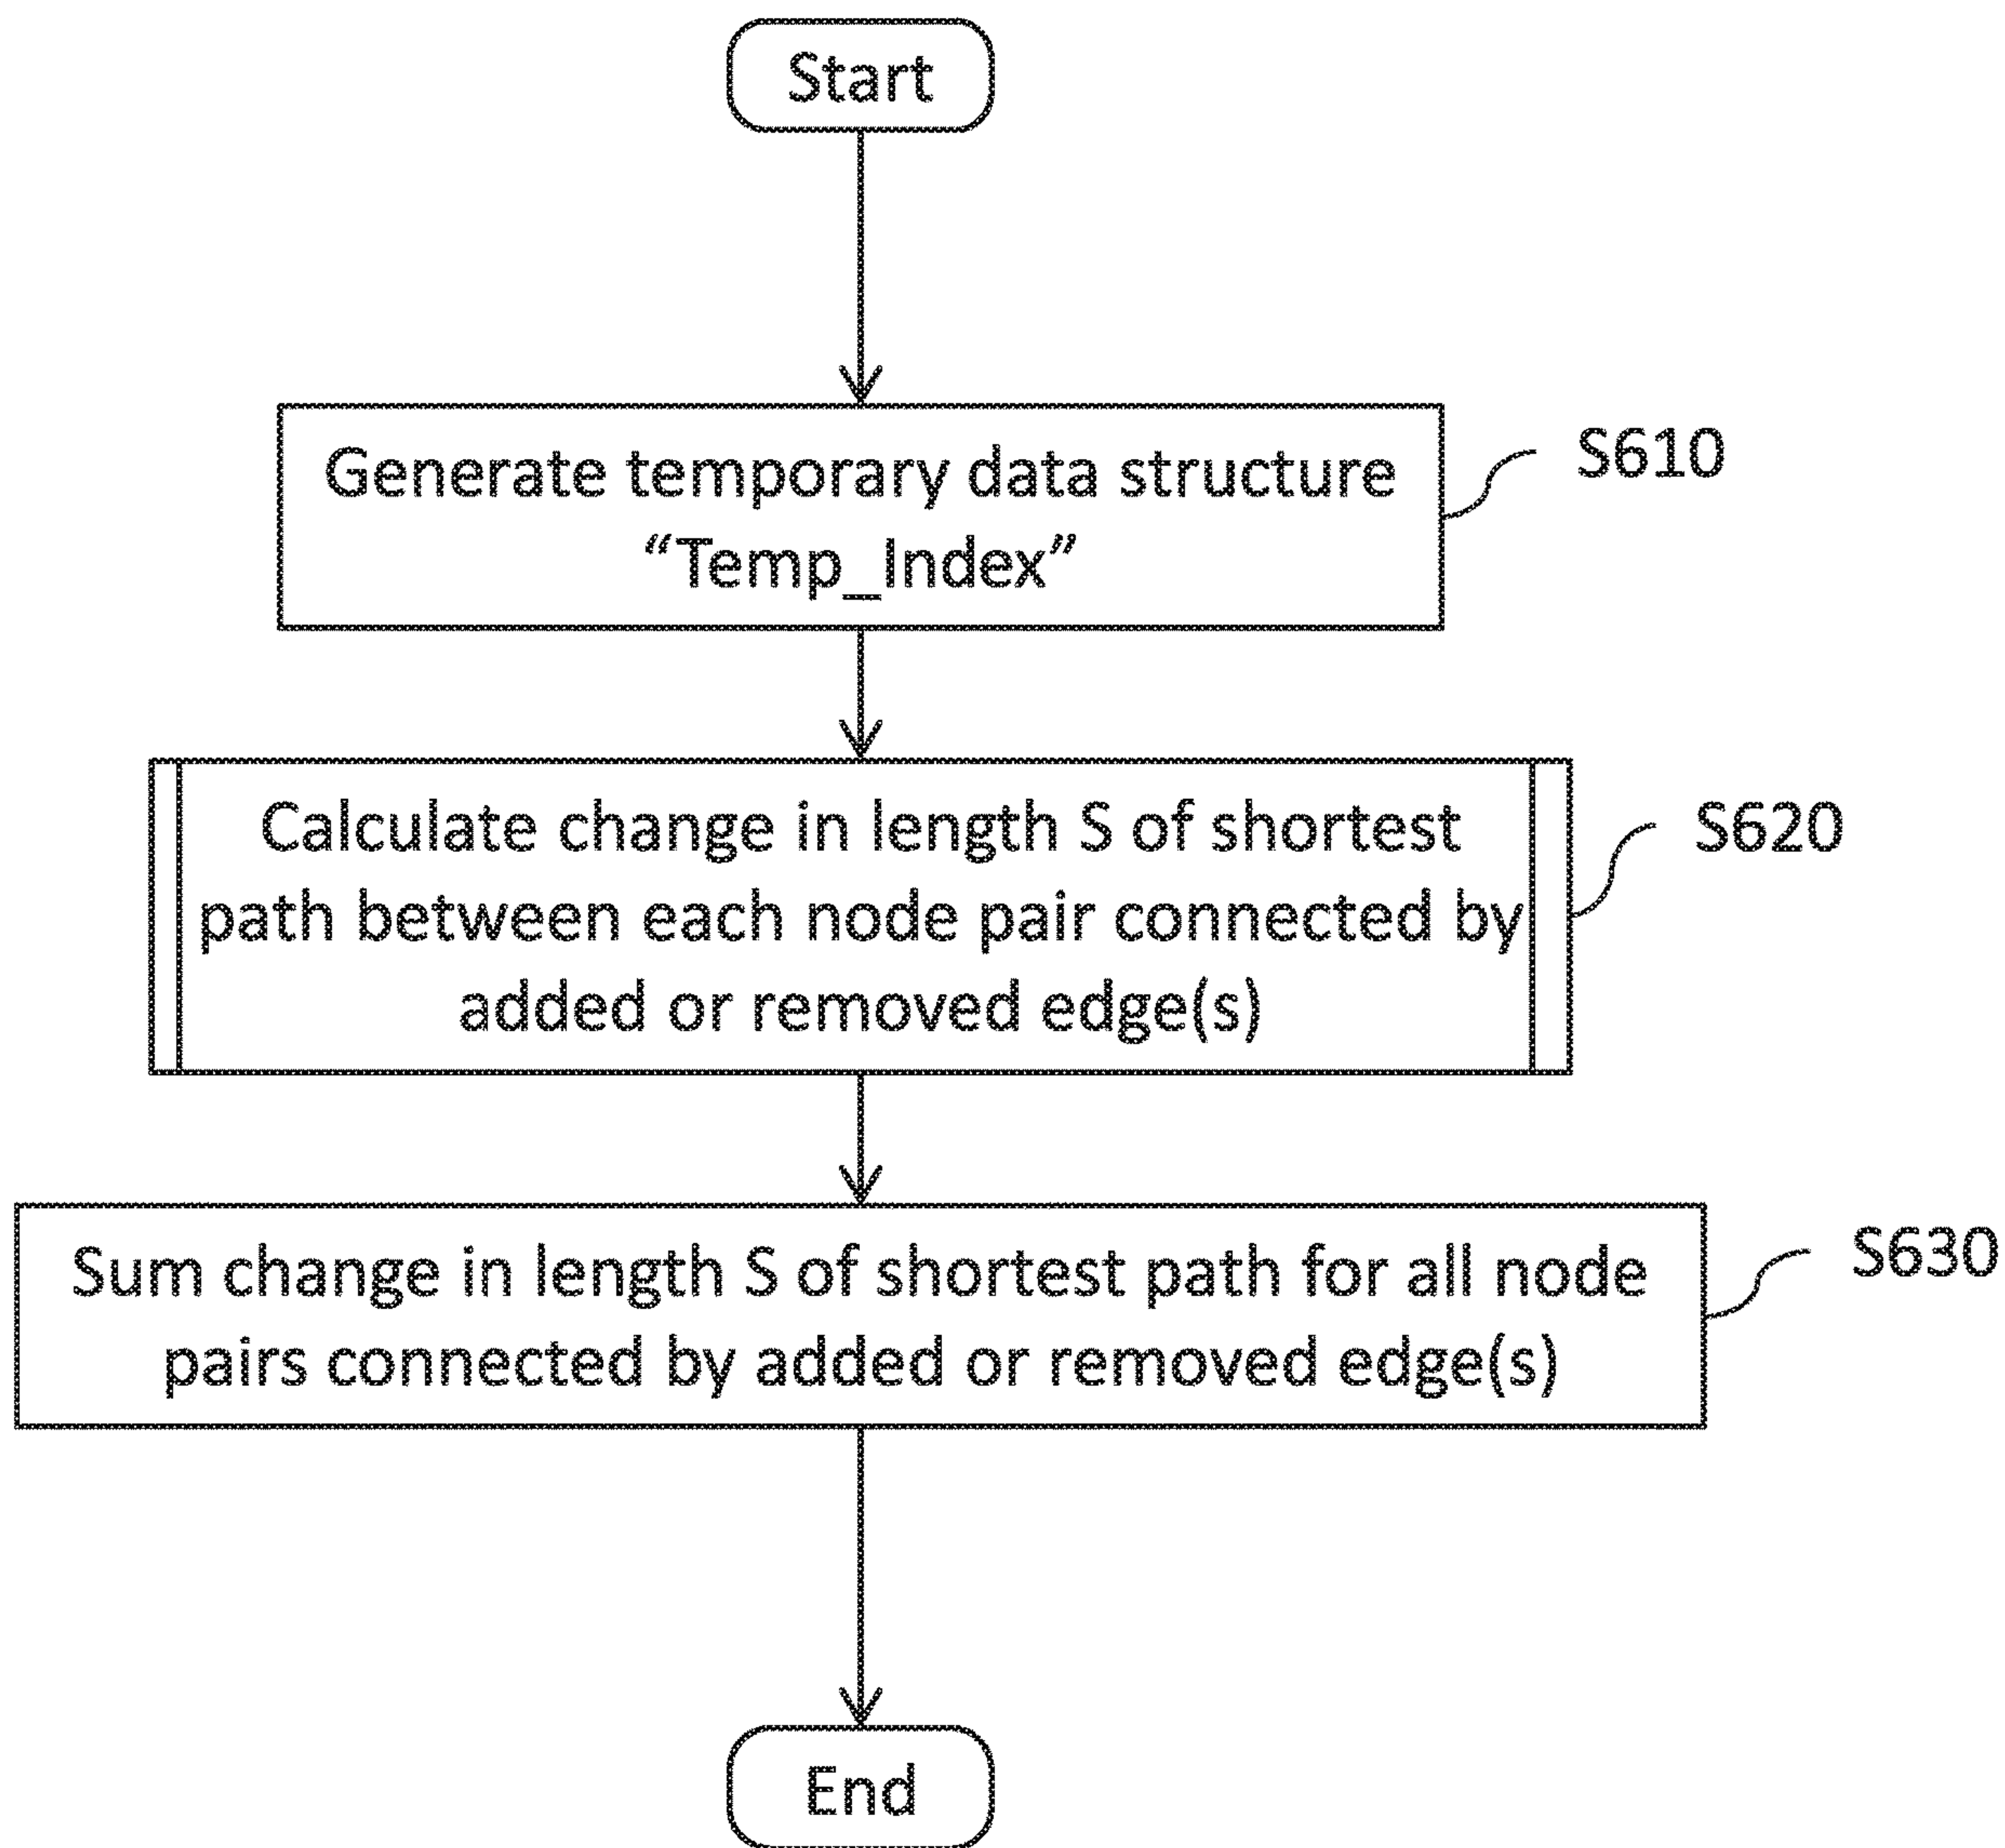 Start
Generate temporary data structure
“Temp_Index”
S610
Calculate change in length S of shortest
path between each node pair connected by
added or removed edge(s)
S620
Sum change in length S of shortest path for all node
pairs connected by added or removed edge(s)
S630
End